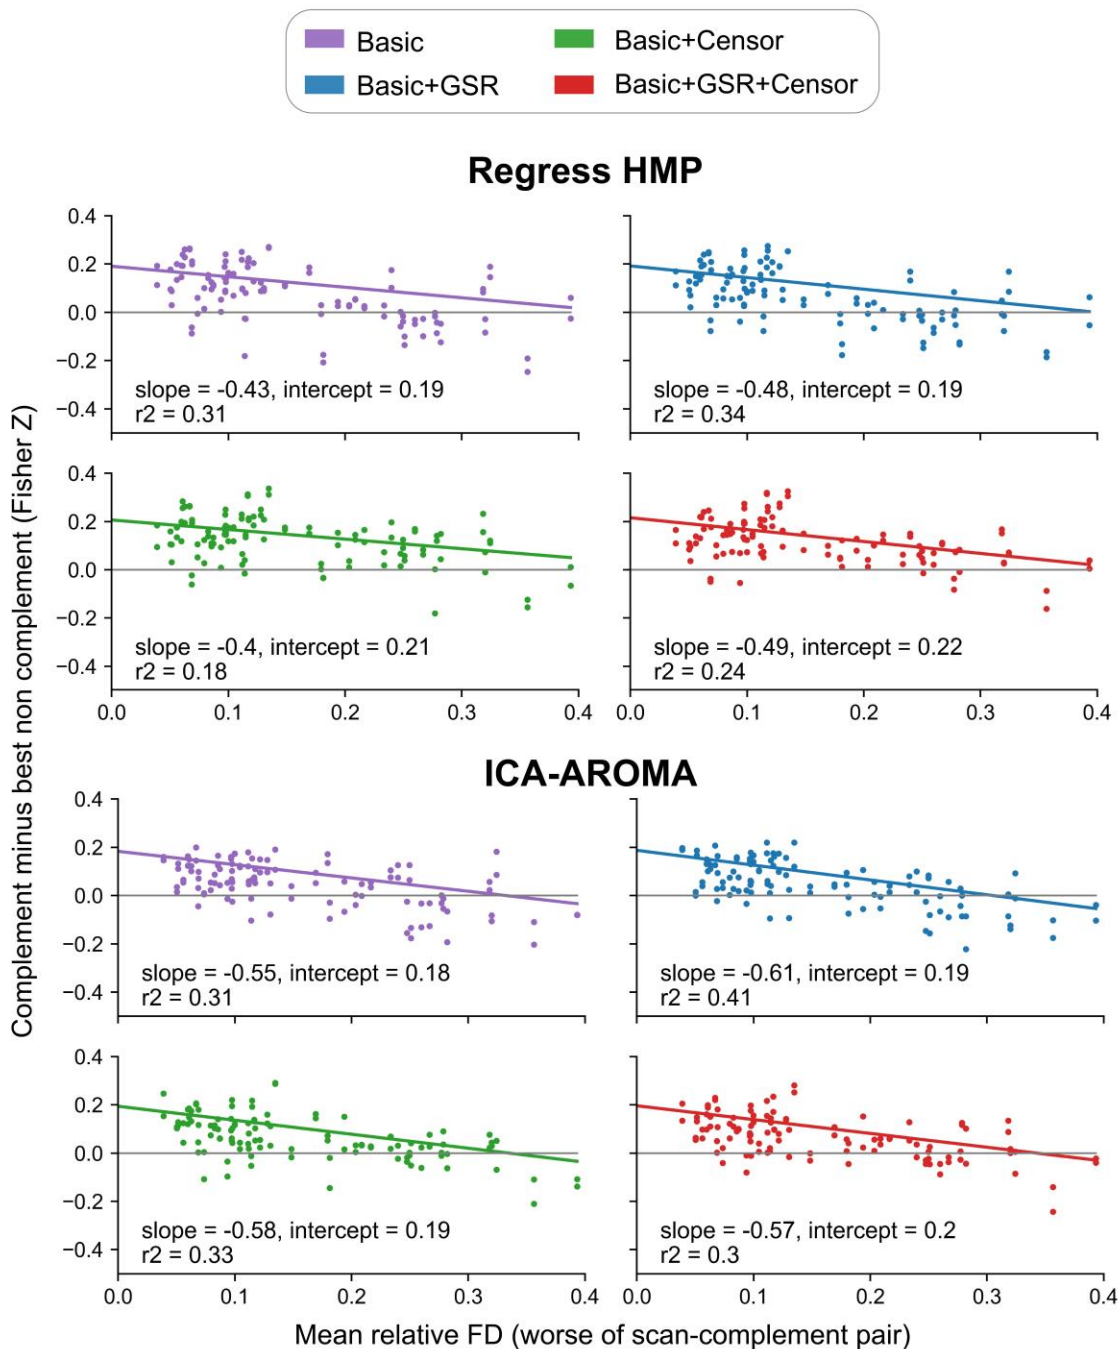 Basic
Basic+Censor
Basic+GSR
Basic+GSR+Censor
Regress HMP
0.4
0.2
0.0
−0.2
−0.4
slope = -0.43, intercept = 0.19
r2 = 0.31
slope = -0.48, intercept = 0.19
r2 = 0.34
0.4
0.2
0.0
−0.2
−0.4
slope = -0.4, intercept = 0.21
r2 = 0.18
slope = -0.49, intercept = 0.22
r2 = 0.24
0.0 0.1 0.2 0.3 0.4
0.0 0.1 0.2 0.3 0.4
Complement minus best non complement (Fisher Z)
ICA-AROMA
0.4
0.2
0.0
−0.2
−0.4
slope = -0.55, intercept = 0.18
r2 = 0.31
slope = -0.61, intercept = 0.19
r2 = 0.41
0.4
0.2
0.0
−0.2
−0.4
slope = -0.58, intercept = 0.19
r2 = 0.33
slope = -0.57, intercept = 0.2
r2 = 0.3
0.0 0.1 0.2 0.3 0.4
0.0 0.1 0.2 0.3 0.4
Mean relative FD (worse of scan-complement pair)